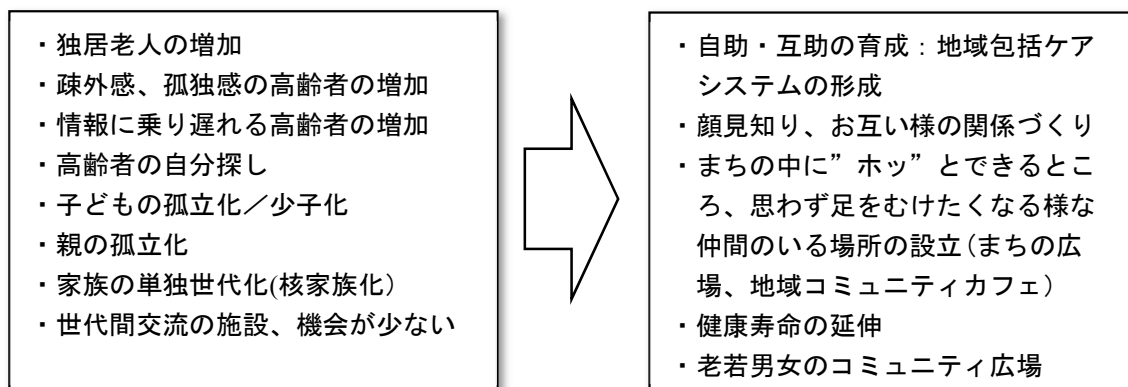 ・独居老人の増加
・疎外感、孤独感の高齢者の増加
・情報に乗り遅れる高齢者の増加
・高齢者の自分探し
・子どもの孤立化／少子化
・親の孤立化
・家族の単独世代化(核家族化）
・世代間交流の施設、機会が少ない
・自助・互助の育成：地域包括ケア
システムの形成
・顔見知り、お互い様の関係づくり
・まちの中に”ホッ”とできるとこ
ろ、思わず足をむけたくなる様な
仲間のいる場所の設立(まちの広
場、地域コミュニティカフェ）
・健康寿命の延伸
・老若男女のコミュニティ広場